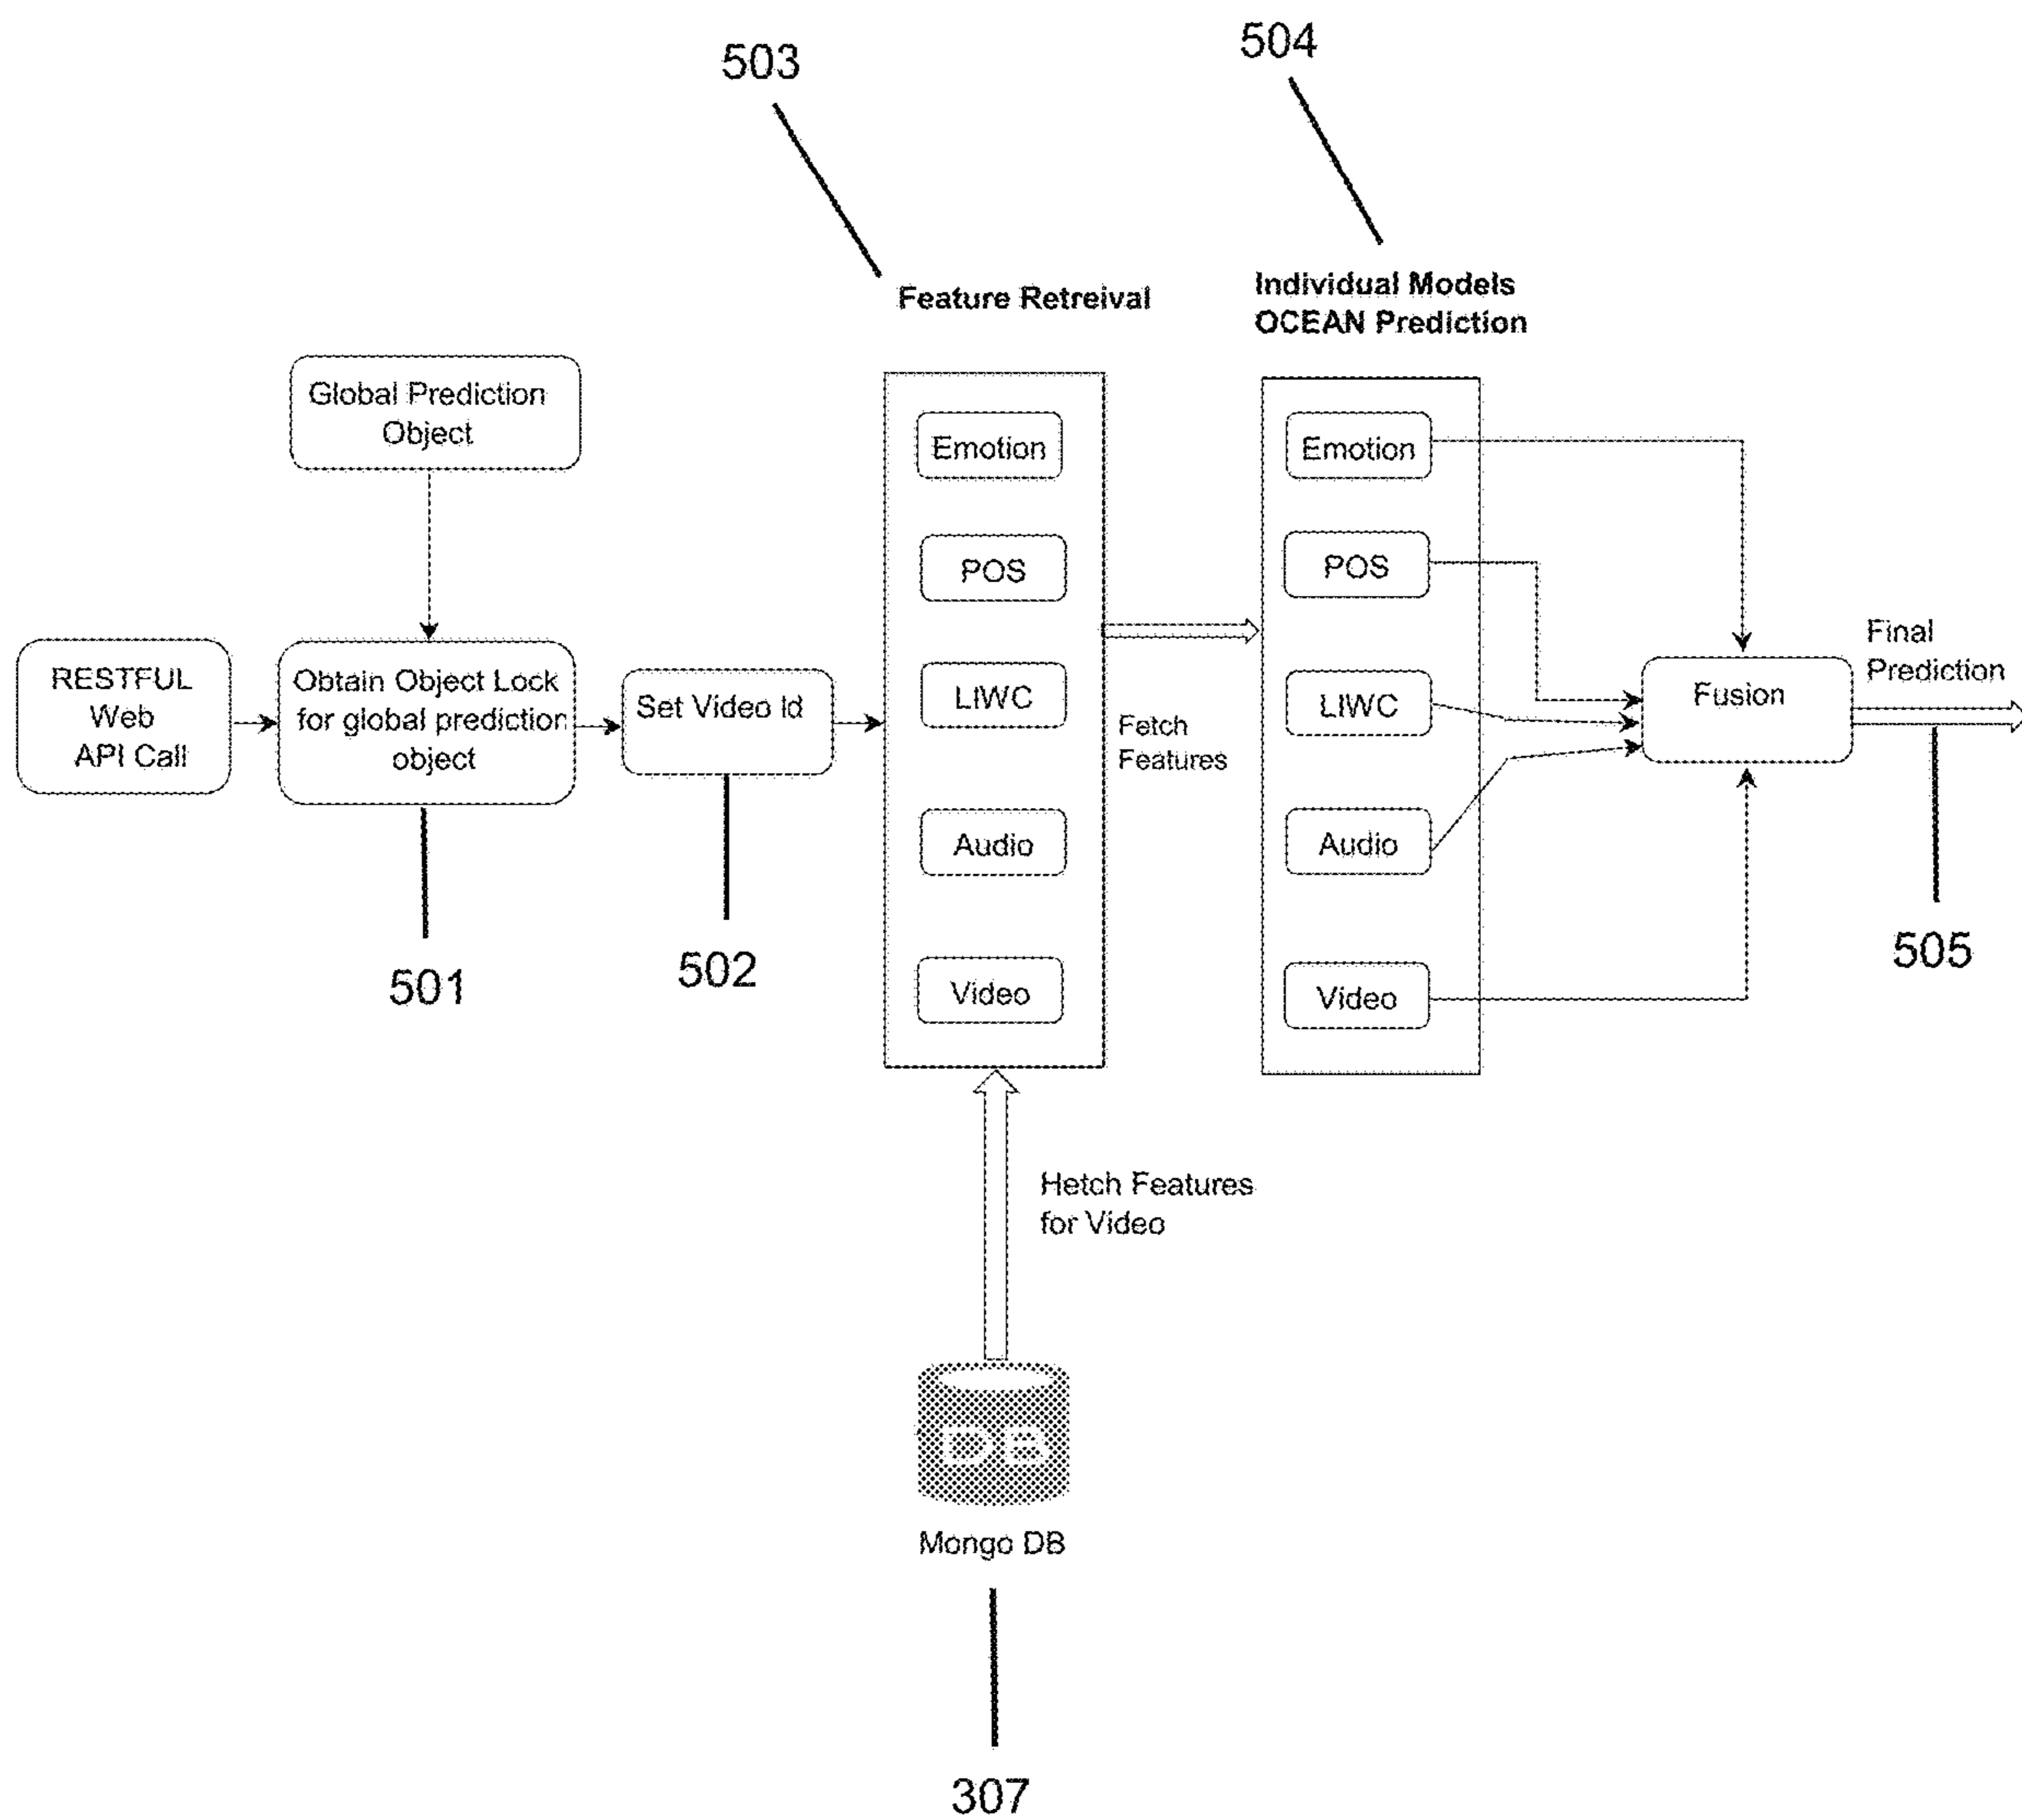 503
504
Feature Retreival
Individual Models
OCEAN Prediction
Global Prediction
Object
Emotion
POS
LIWC
Audio
Video
Emotion
POS
LIWC
Audio
Video
RESTFUL
Web
API Call
Obtain Object Lock
for global prediction
object
Set Video Id
Fetch
Features
Fusion
Final
Prediction
501
502
505
Hetch Features
for Video
DB
Mongo DB
307